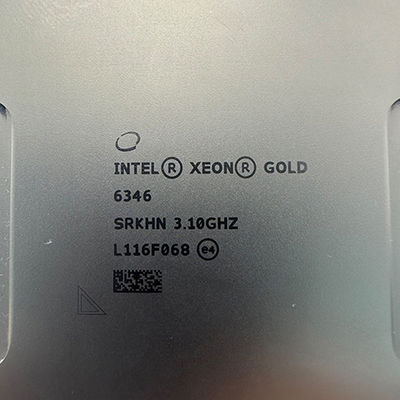 INTEL® XEON® GOLD
6346
SRKHN 3.10GHZ
L116F068 e4